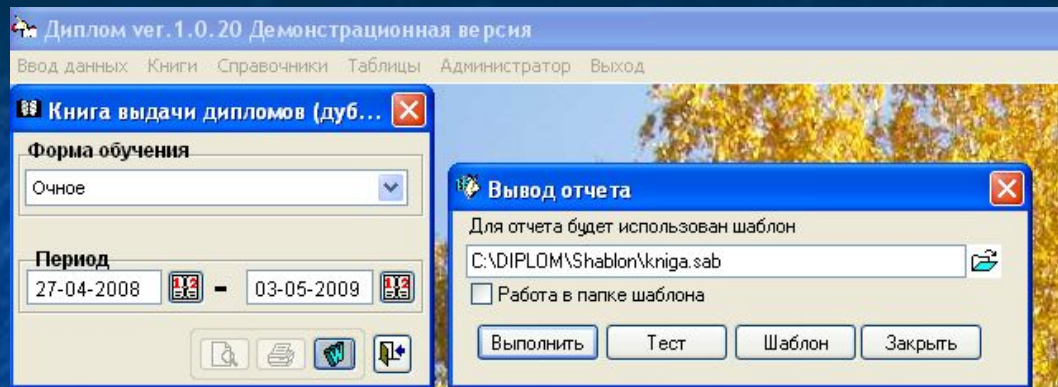 Диплом ver.1.0.20 Демонстрационная версия
Ввод данных Книги Справочники Таблицы Администратор Выход
Книга выдачи дипломов (дуб...
Форма обучения
Очное
Период
27-04-2008 - 03-05-2009
Вывод отчета
Для отчета будет использован шаблон
C:\DIPLOM\Shablon\kniga.sab
Работа в папке шаблона
Выполнить Тест Шаблон Закрыть